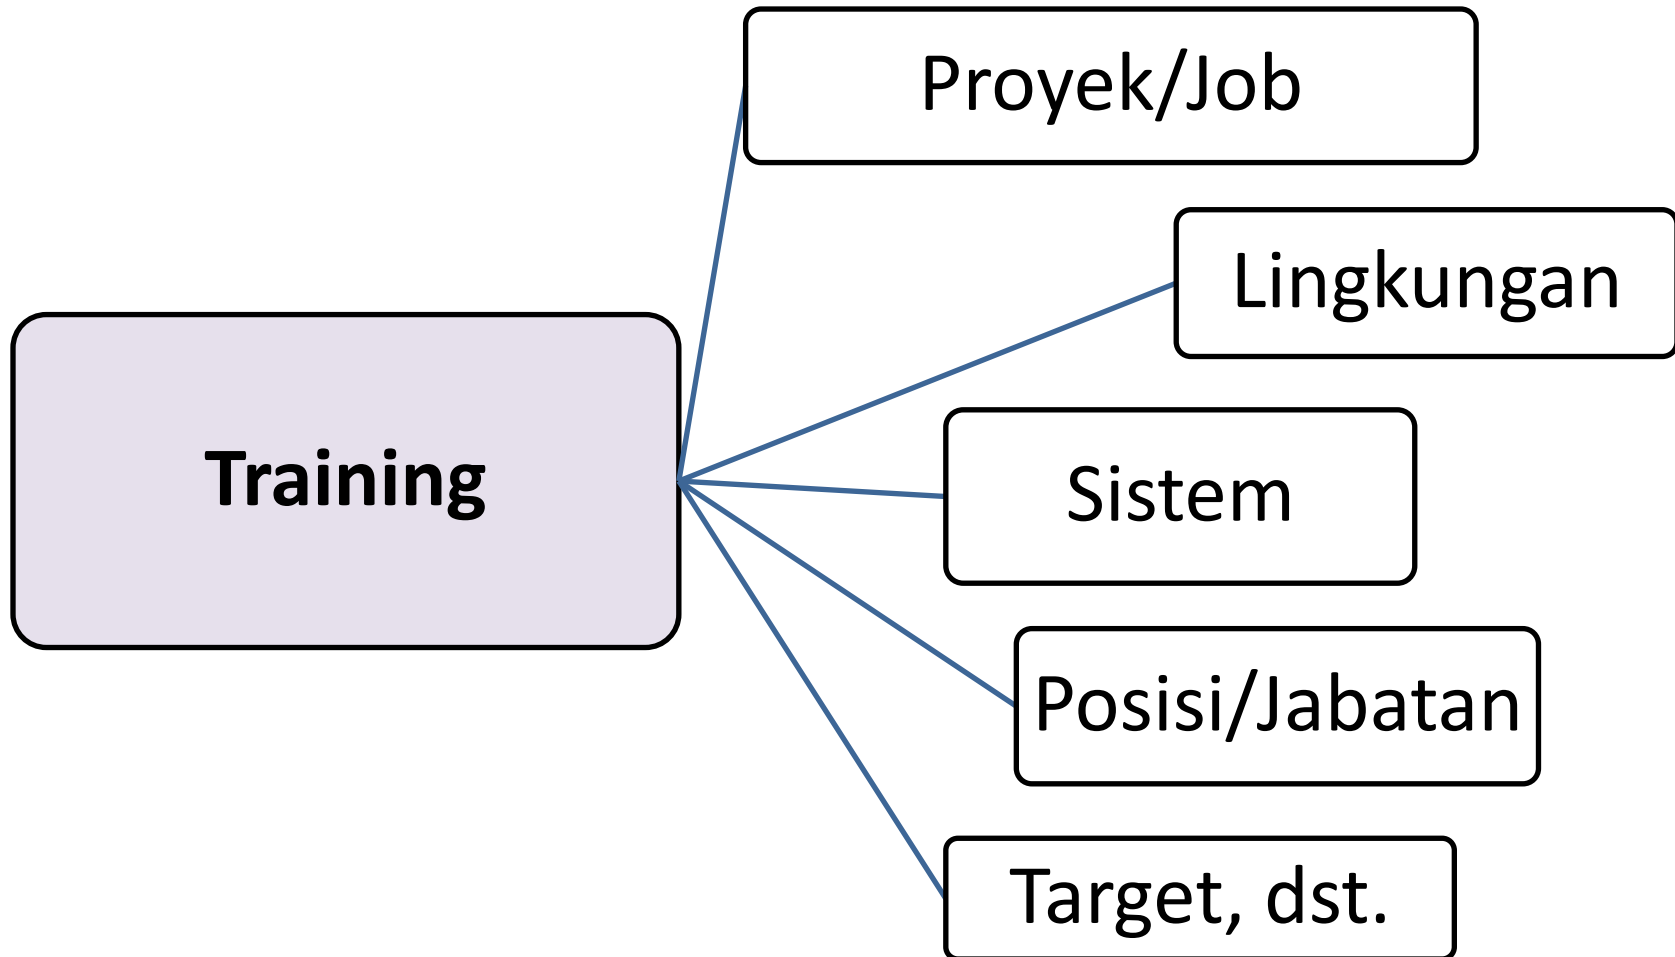 Proyek/Job
Lingkungan
Training
Sistem
Posisi/Jabatan
Target, dst.